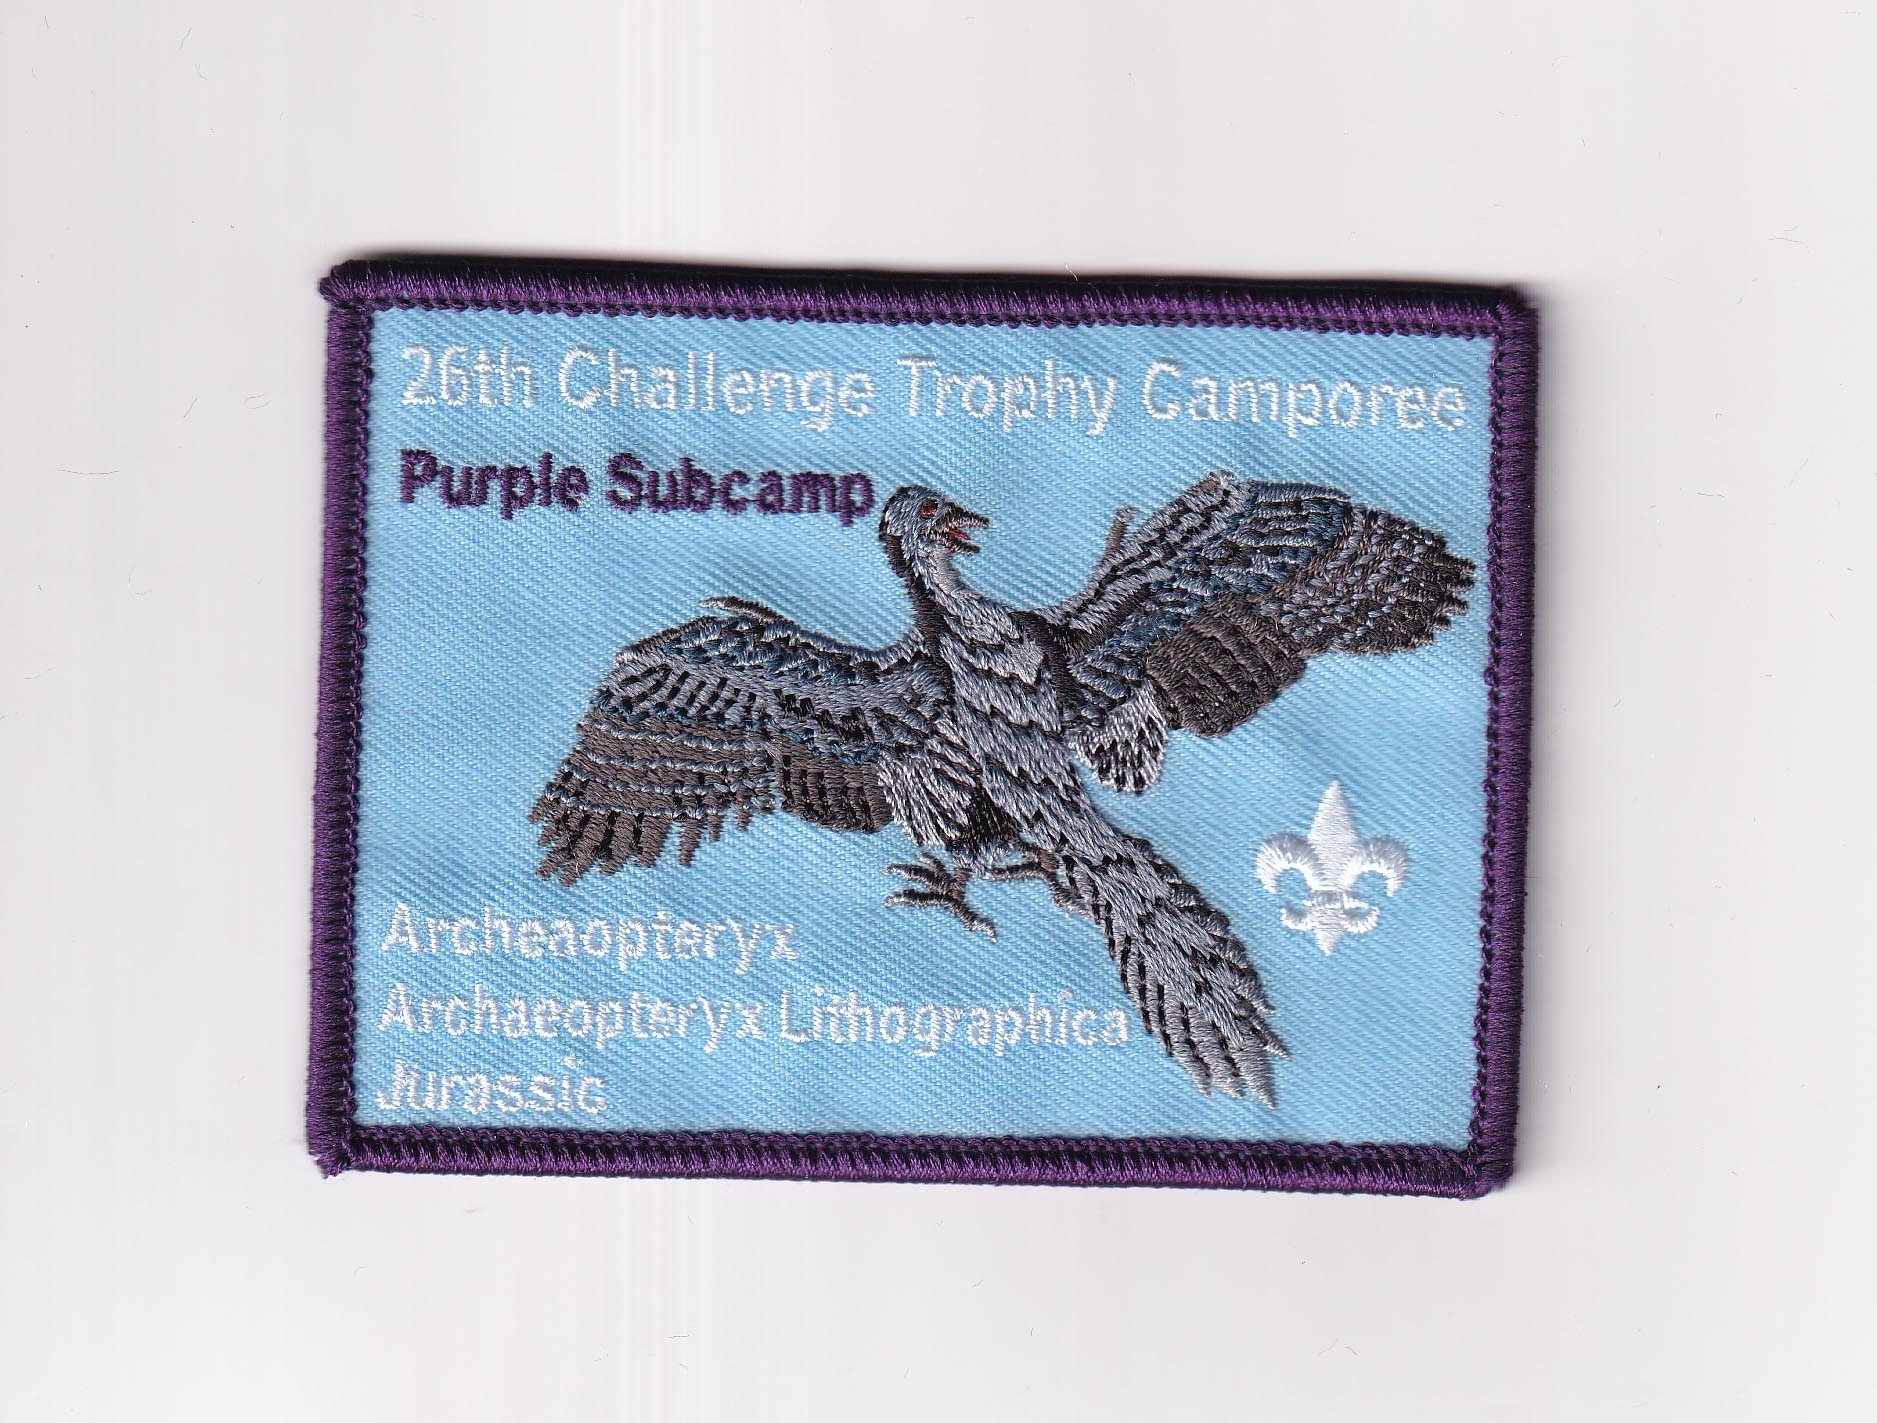 26th Challenge Trophy Camporee
Purple Subcamp
Archeaopteryx
Archaeopteryx Lithographica
Jurassic